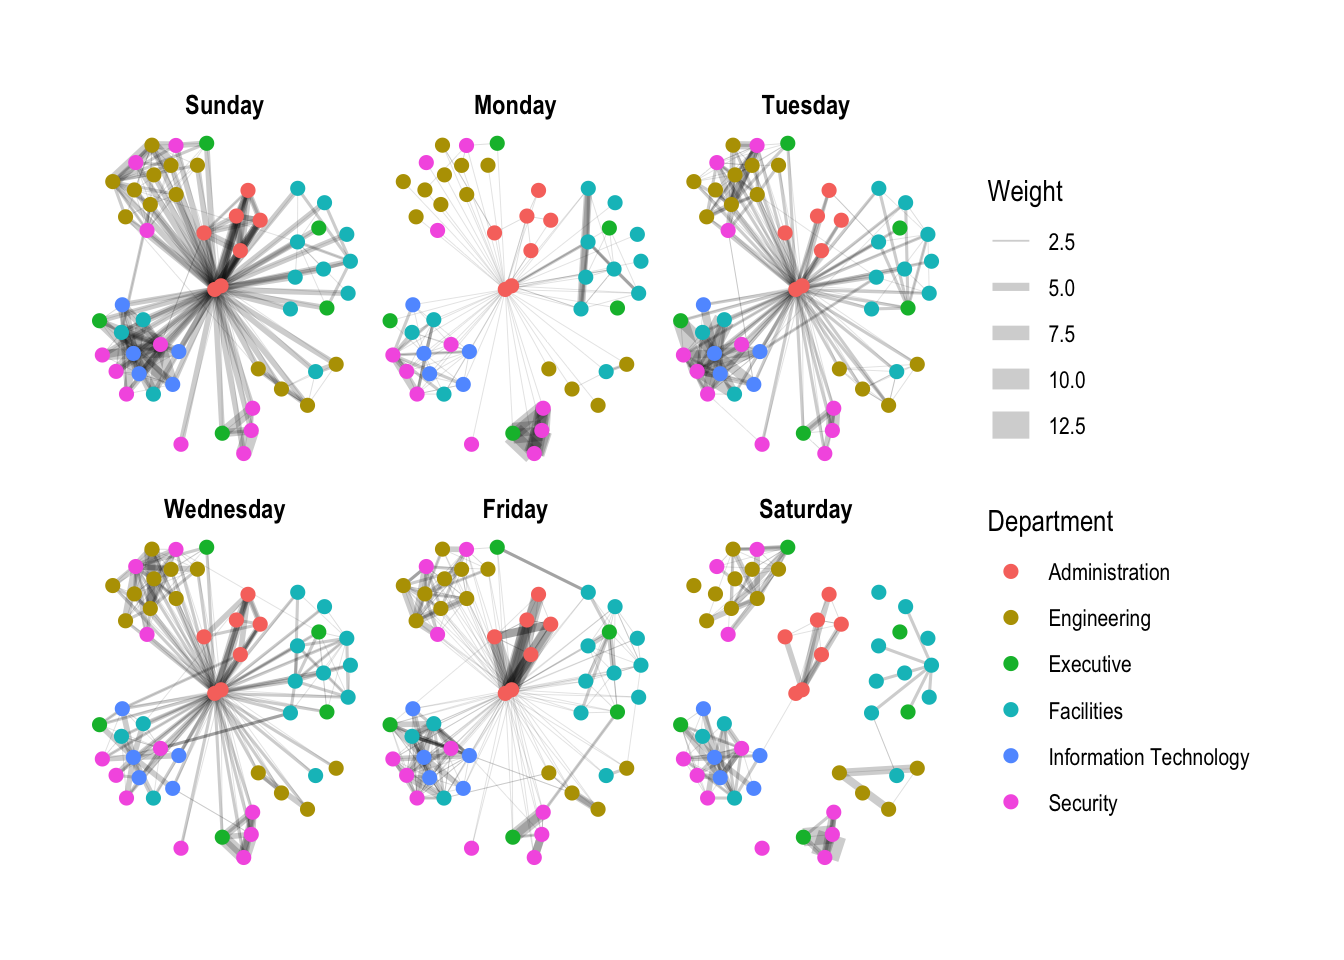 Sunday
Monday
Tuesday
Weight
2.5
5.0
7.5
10.0
12.5
Wednesday
Friday
Saturday
Department
Administration
Engineering
Executive
Facilities
Information Technology
Security